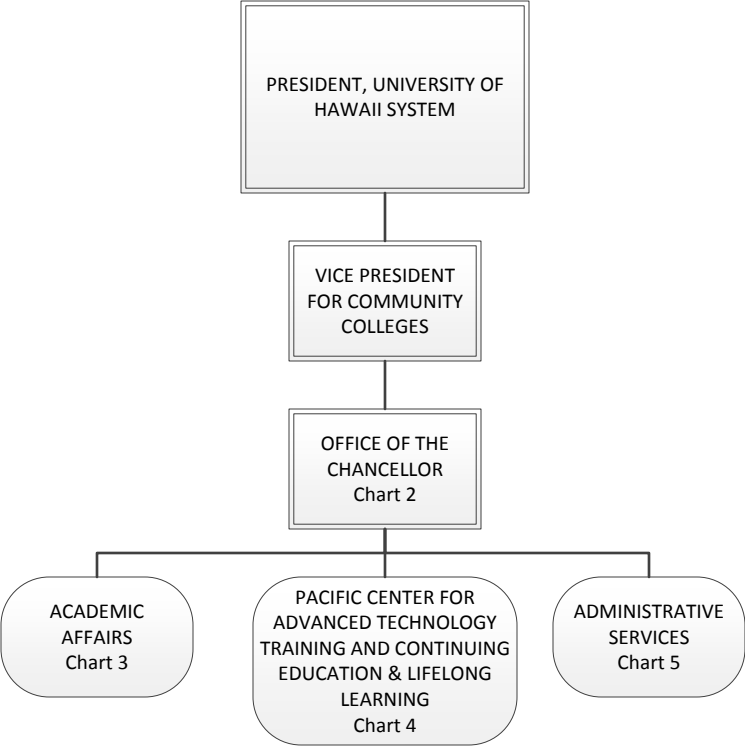 PRESIDENT, UNIVERSITY OF
HAWAII SYSTEM
VICE PRESIDENT
FOR COMMUNITY
COLLEGES
OFFICE OF THE
CHANCELLOR
Chart 2
ACADEMIC
AFFAIRS
Chart 3
PACIFIC CENTER FOR
ADVANCED TECHNOLOGY
TRAINING AND CONTINUING
EDUCATION & LIFELONG
LEARNING
Chart 4
ADMINISTRATIVE
SERVICES
Chart 5